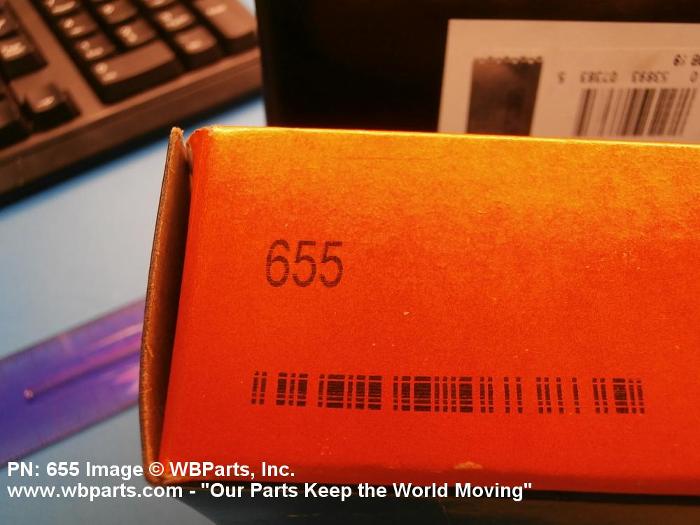 655
PN: 655 Image © WBParts, Inc.
www.wbparts.com - "Our Parts Keep the World Moving"